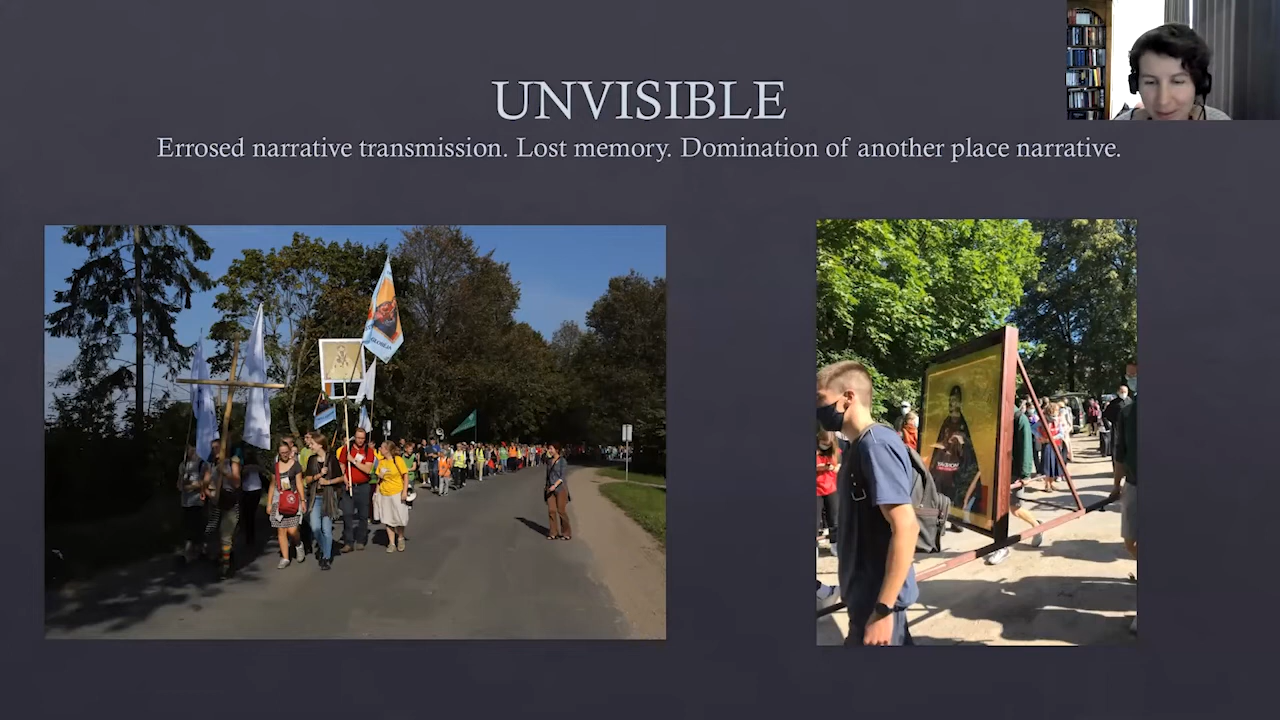 UNVISIBLE
Errosed narrative transmission. Lost memory. Domination of another place narrative.